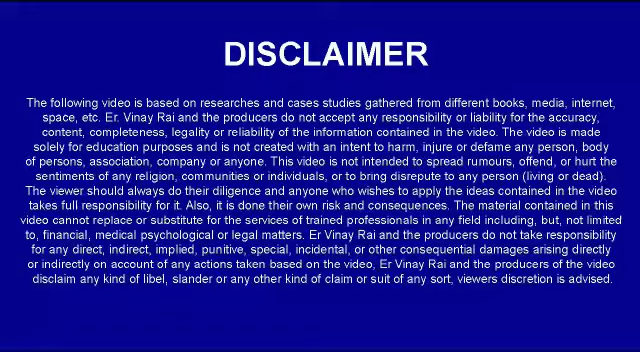 DISCLAIMER
The following video is based on researches and cases studies gathered from different books, media, internet,
space, etc. Er. Vinay Rai and the producers do not accept any responsibility or liability for the accuracy,
content, completeness, legality or reliability of the information contained in the video. The video is made
solely for education purposes and is not created with an intent to harm, injure or defame any person, body
of persons, association, company or anyone. This video is not intended to spread rumours, offend, or hurt the
sentiments of any religion, communities or individuals, or to bring disrepute to any person (living or dead).
The viewer should always do their diligence and anyone who wishes to apply the ideas contained in the video
takes full responsibility for it. Also, it is done their own risk and consequences. The material contained in this
video cannot replace or substitute for the services of trained professionals in any field including, but, not limited
to, financial, medical psychological or legal matters. Er Vinay Rai and the producers do not take responsibility
for any direct, indirect, implied, punitive, special, incidental, or other consequential damages arising directly
or indirectly on account of any actions taken based on the video, Er Vinay Rai and the producers of the video
disclaim any kind of libel, slander or any other kind of claim or suit of any sort, viewers discretion is advised.